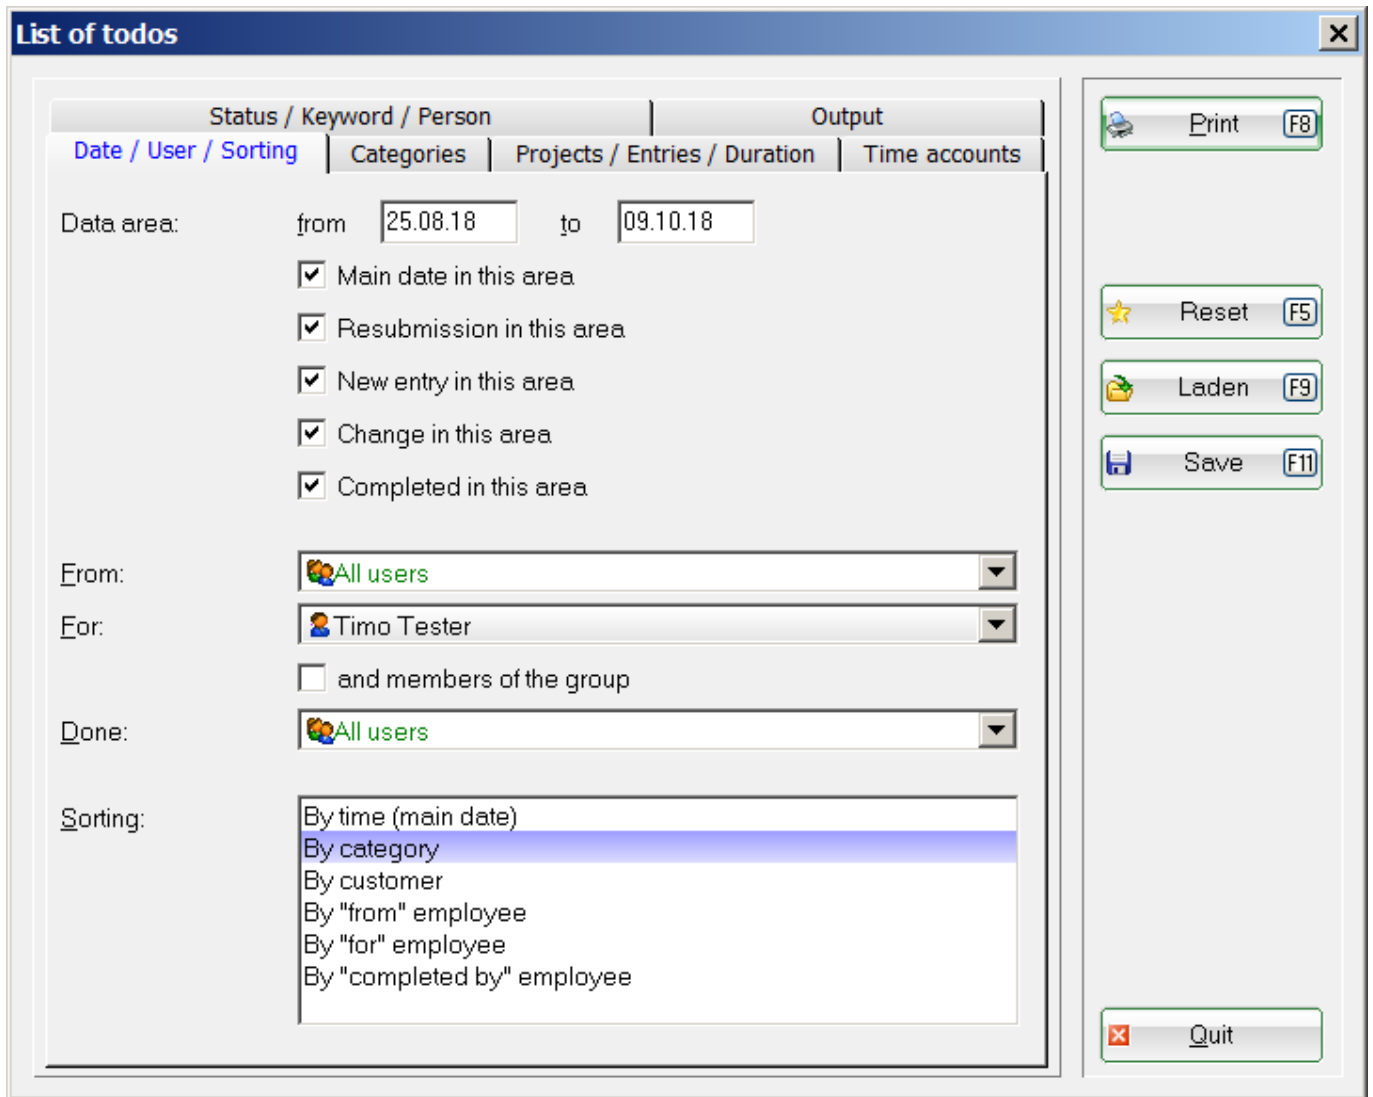 List of todos
Status / Keyword / Person Output
Date / User / Sorting Categories Projects / Entries / Duration Time accounts
Data area: from 25.08.18 to 09.10.18
Main date in this area
Resubmission in this area
New entry in this area
Change in this area
Completed in this area
From: All users
For: Timo Tester
and members of the group
Done: All users
Sorting: By time (main date)
By category
By customer
By "from" employee
By "for" employee
By "completed by" employee
Print F8
Reset F5
Laden F9
Save F11
Quit